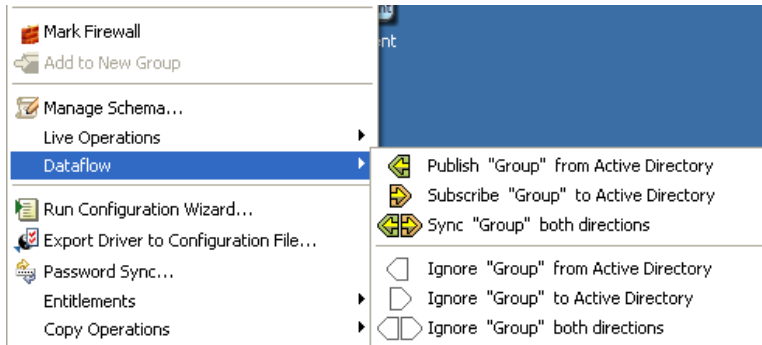 Mark Firewall
nt
Add to New Group
Manage Schema...
Live Operations
Dataflow
Publish "Group" from Active Directory
Subscribe "Group" to Active Directory
Sync "Group" both directions
Run Configuration Wizard...
Export Driver to Configuration File...
Password Sync...
Entitlements
Copy Operations
Ignore "Group" from Active Directory
Ignore "Group" to Active Directory
Ignore "Group" both directions